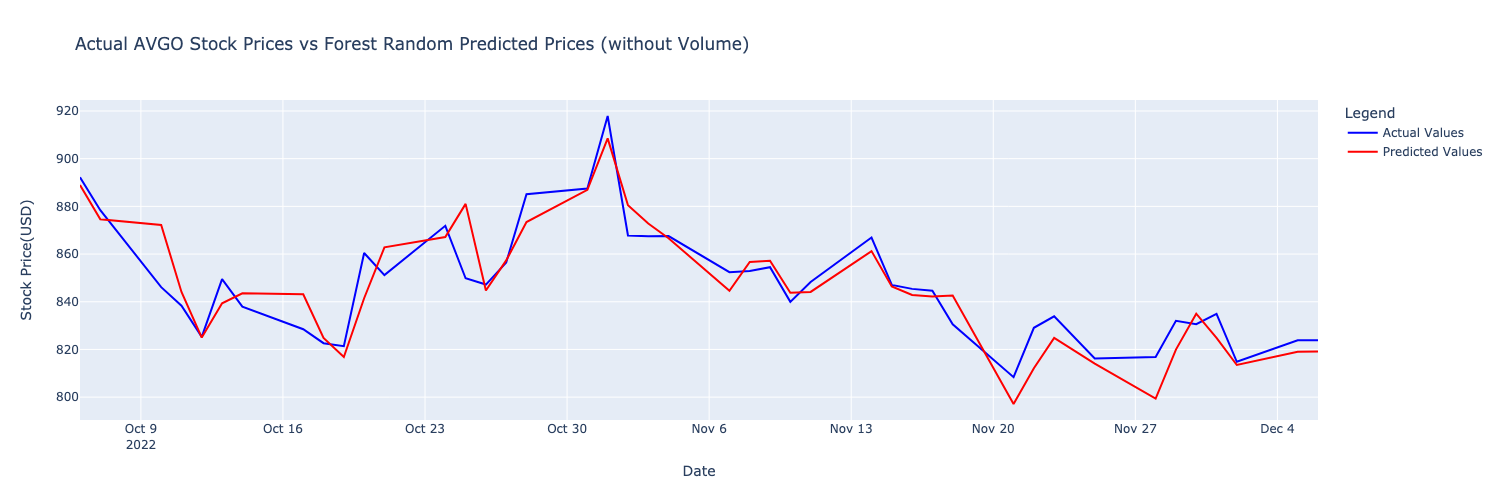 Actual AVGO Stock Prices vs Forest Random Predicted Prices (without Volume)
Stock Price(USD)
920
900
880
860
840
820
800
Oct 9
2022
Oct 16
Oct 23
Oct 30
Nov 6
Nov 13
Nov 20
Nov 27
Dec 4
Date
Legend
Actual Values
Predicted Values